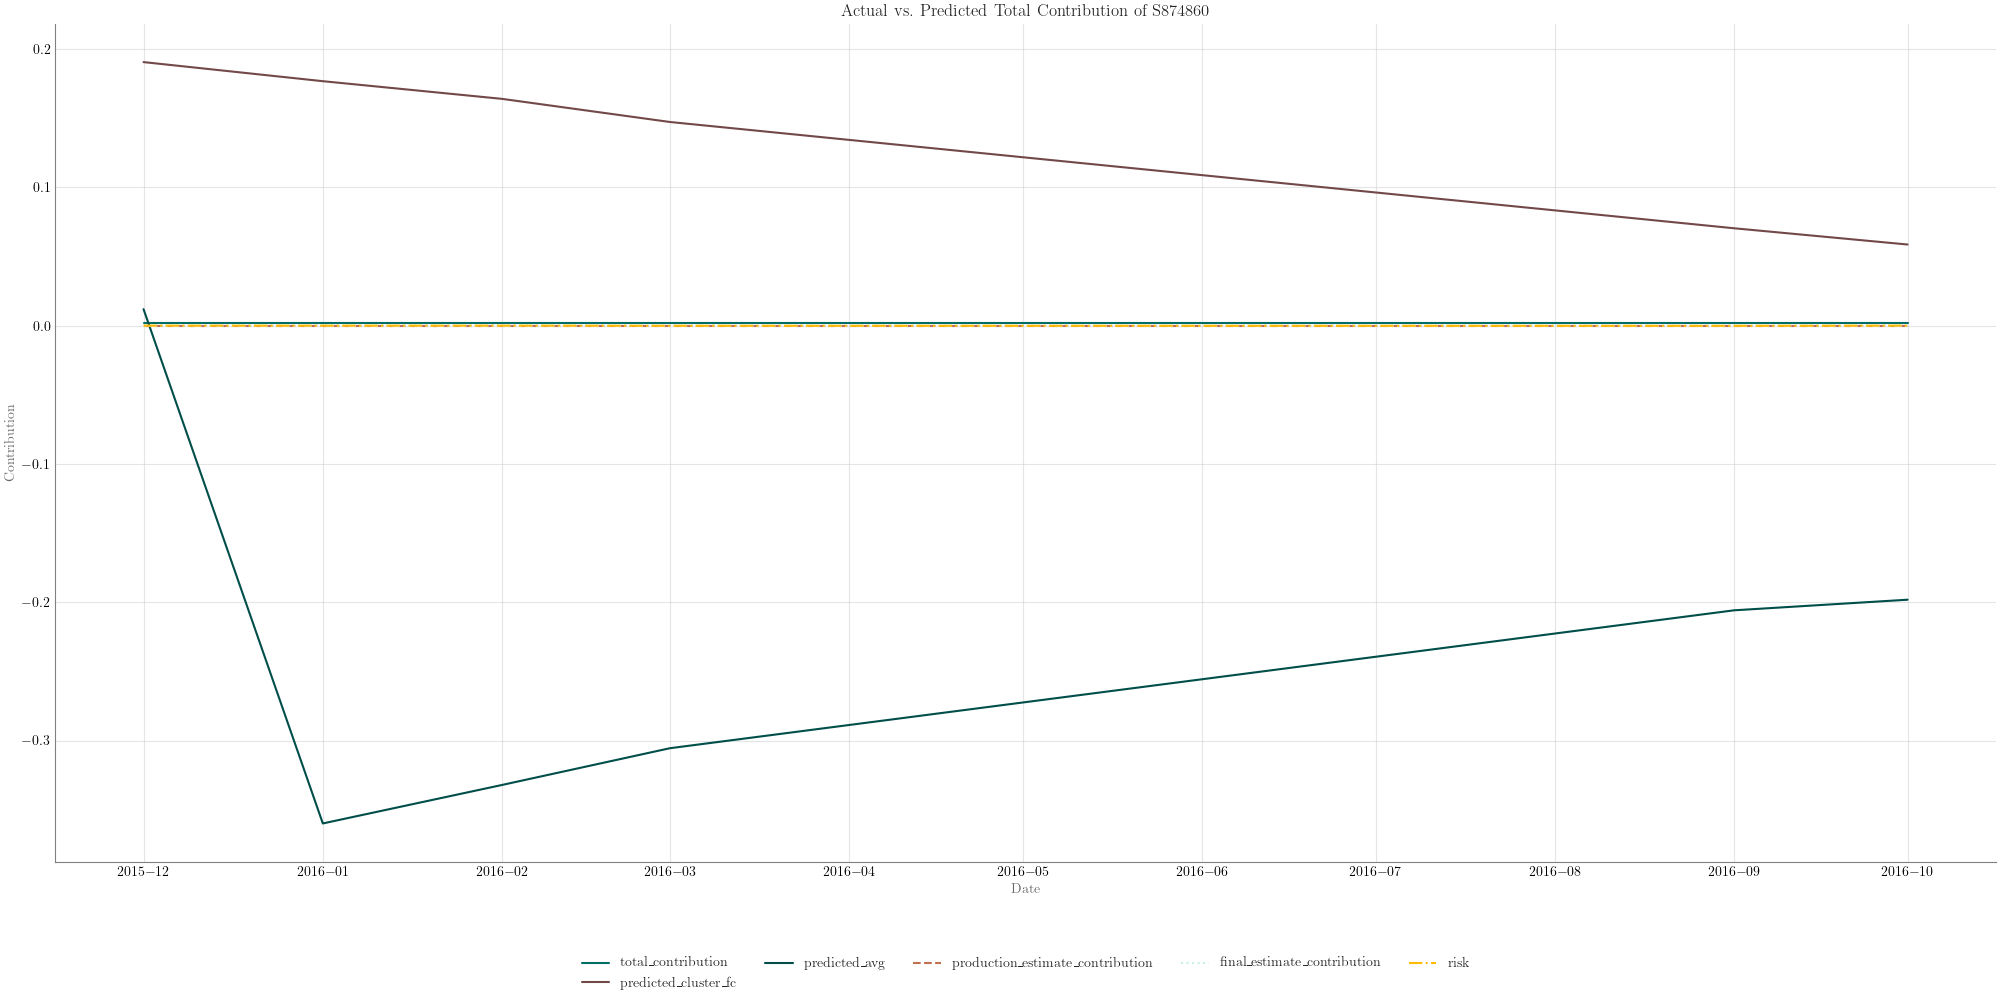 Actual vs. Predicted Total Contribution of S874860
0.2
0.1
0.0
−0.1
−0.2
−0.3
Contribution
2015−12 2016−01 2016−02 2016−03 2016−04 2016−05 2016−06 2016−07 2016−08 2016−09 2016−10
Date
total_contribution predicted_avg production_estimate_contribution final_estimate_contribution risk
predicted_cluster_fc